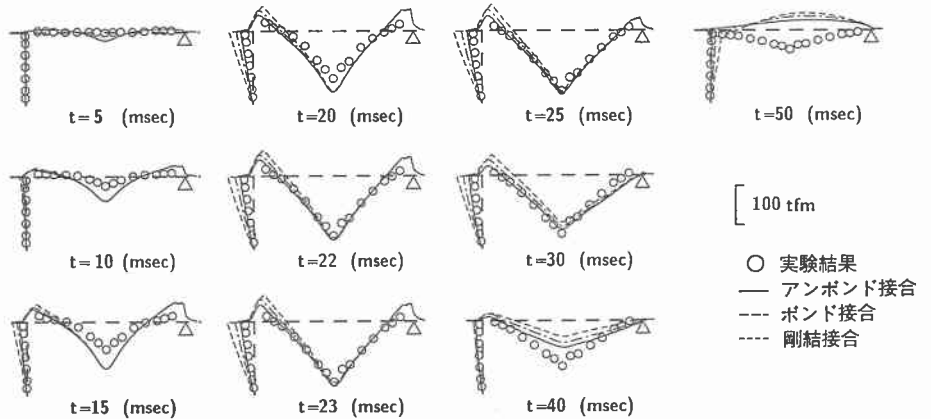 t=5 (msec)
t=20 (msec)
t=25 (msec)
t=50 (msec)
t=10 (msec)
t=22 (msec)
t=30 (msec)
100 tfm
実験結果
アンボンド接合
ボンド接合
剛結接合
t=15 (msec)
t=23 (msec)
t=40 (msec)